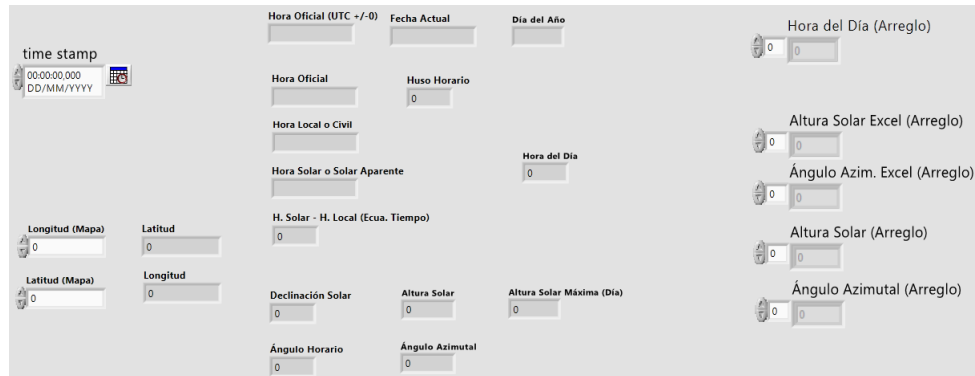 Hora Oficial (UTC +/-0) Fecha Actual Día del Año
Hora del Día (Arreglo)
0 0
time stamp
00:00:00,000
DD/MM/YYYY
Hora Oficial Huso Horario
0
Hora Local o Civil
Altura Solar Excel (Arreglo)
0 0
Hora del Día
0
Hora Solar o Solar Aparente
Ángulo Azim. Excel (Arreglo)
0 0
H. Solar - H. Local (Ecua. Tiempo)
0
Longitud (Mapa) Latitud
0 0
Altura Solar (Arreglo)
0 0
Latitud (Mapa) Longitud
0 0
Declinación Solar Altura Solar Altura Solar Máxima (Día)
0 0 0
Ángulo Azimutal (Arreglo)
0 0
Ángulo Horario Ángulo Azimutal
0 0